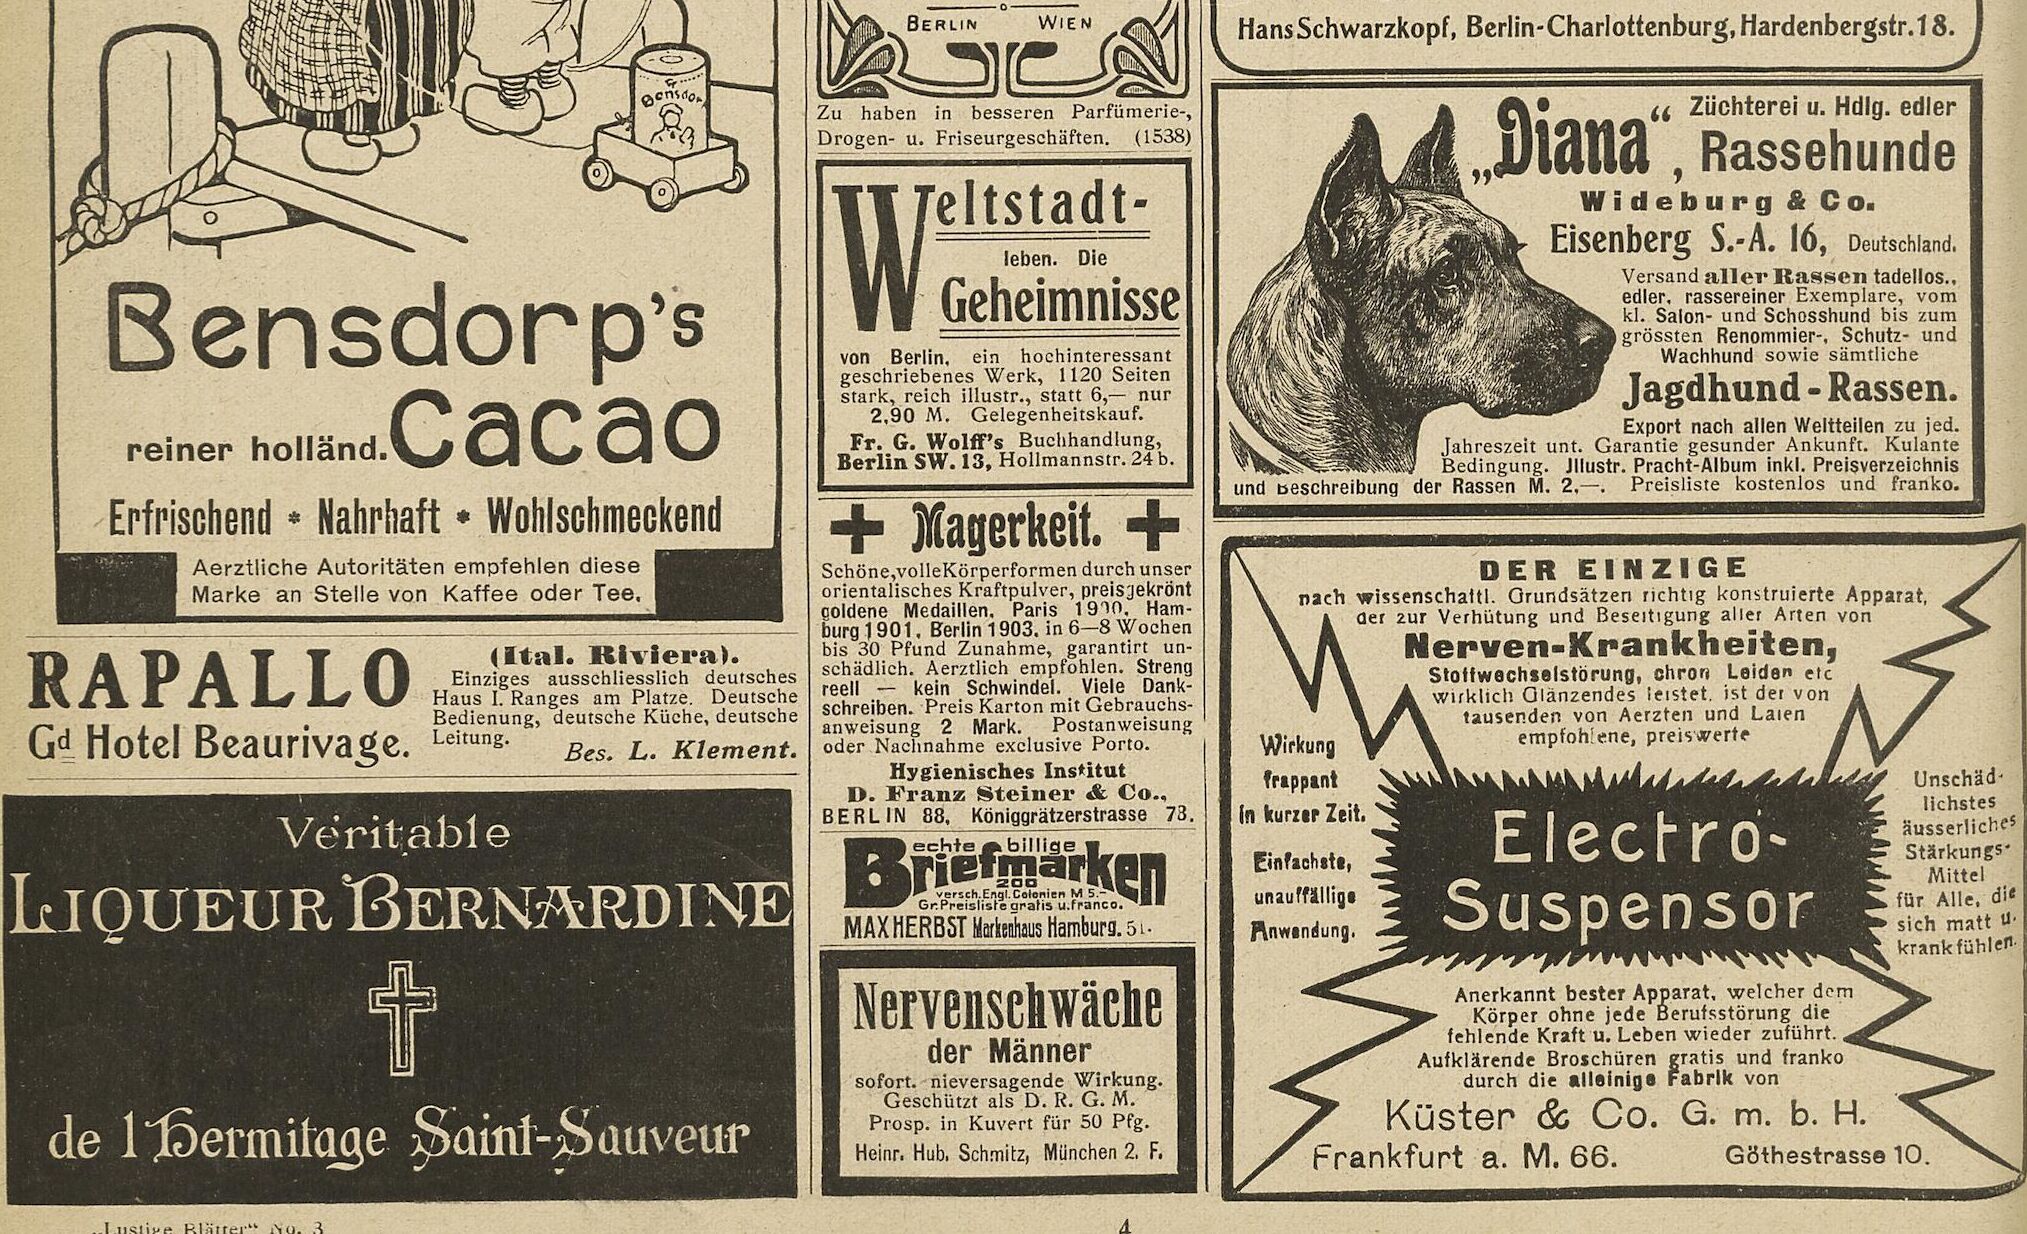 Bensdorp
Bensdorp's
reiner holländ. Cacao
Erfrischend * Nahrhaft * Wohlschmeckend
Aerztliche Autoritäten empfehlen diese
Marke an Stelle von Kaffee oder Tee.
RAPALLO
Gd Hotel Beaurivage.
(Ital. Riviera).
Einziges ausschliesslich deutsches
Haus I. Ranges am Platze. Deutsche
Bedienung, deutsche Küche, deutsche
Leitung.
Bes. L. Klement.
Véritable
LIQUEUR BERNARDINE
de l'Hermitage Saint-Sauveur
„Lustige Blätter“ No. 3
BERLIN WIEN
Zu haben in besseren Parfümerie-,
Drogen- u. Friseurgeschäften. (1538)
Weltstadt-
leben. Die
Geheimnisse
von Berlin, ein hochinteressant
geschriebenes Werk, 1120 Seiten
stark, reich illustr., statt 6,— nur
2,90 M. Gelegenheitskauf.
Fr. G. Wolff's Buchhandlung,
Berlin SW. 13, Hollmannstr. 24 b.
+ Magerkeit. +
Schöne, volle Körperformen durch unser
orientalisches Kraftpulver, preisgekrönt
goldene Medaillen, Paris 1900, Ham-
burg 1901, Berlin 1903, in 6—8 Wochen
bis 30 Pfund Zunahme, garantirt un-
schädlich. Aerztlich empfohlen. Streng
reell — kein Schwindel. Viele Dank-
schreiben. Preis Karton mit Gebrauchs-
anweisung 2 Mark. Postanweisung
oder Nachnahme exclusive Porto.
Hygienisches Institut
D. Franz Steiner & Co.,
BERLIN 88, Königgrätzerstrasse 78.
echte billige
Briefmarken
200
versch. Engl. Colonien M 5.-
Gr. Preisliste gratis u. franco.
MAX HERBST Markenhaus Hamburg. 51.
Nervenschwäche
der Männer
sofort. nieversagende Wirkung.
Geschützt als D. R. G. M.
Prosp. in Kuvert für 50 Pfg.
Heinr. Hub. Schmitz, München 2. F.
4
Hans Schwarzkopf, Berlin-Charlottenburg, Hardenbergstr. 18.
„Diana“, Züchterei u. Hdlg. edler
Rassehunde
Wideburg & Co.
Eisenberg S.-A. 16, Deutschland.
Versand aller Rassen tadellos.,
edler, rassereiner Exemplare, vom
kl. Salon- und Schosshund bis zum
grössten Renommier-, Schutz- und
Wachhund sowie sämtliche
Jagdhund-Rassen.
Export nach allen Weltteilen zu jed.
Jahreszeit unt. Garantie gesunder Ankunft. Kulante
Bedingung. Jllustr. Pracht-Album inkl. Preisverzeichnis
und Beschreibung der Rassen M. 2,—. Preisliste kostenlos und franko.
DER EINZIGE
nach wissenschaftl. Grundsätzen richtig konstruierte Apparat,
der zur Verhütung und Beseitigung aller Arten von
Nerven-Krankheiten,
Stoffwechselstörung, chron Leiden etc
wirklich Glänzendes leistet, ist der von
tausenden von Aerzten und Laien
empfohlene, preiswerte
Wirkung
frappant
in kurzer Zeit.
Einfachste,
unauffällige
Anwendung.
Electro-
Suspensor
Unschäd-
lichstes
äusserliches
Stärkungs-
Mittel
für Alle, die
sich matt u.
krank fühlen.
Anerkannt bester Apparat, welcher dem
Körper ohne jede Berufsstörung die
fehlende Kraft u. Leben wieder zuführt.
Aufklärende Broschüren gratis und franko
durch die alleinige Fabrik von
Küster & Co. G. m. b. H.
Frankfurt a. M. 66. Göthestrasse 10.